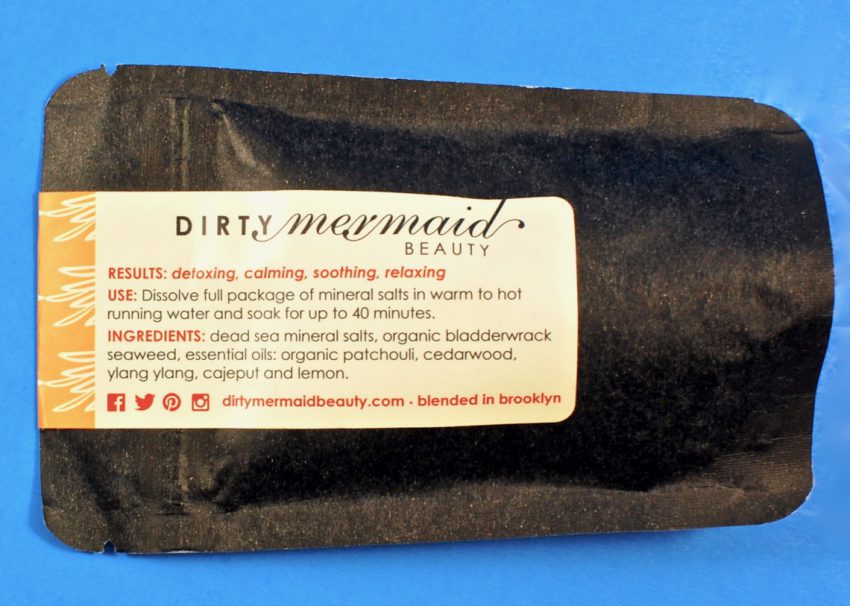 DIRTY mermaid
BEAUTY
RESULTS: detoxing, calming, soothing, relaxing
USE: Dissolve full package of mineral salts in warm to hot
running water and soak for up to 40 minutes.
INGREDIENTS: dead sea mineral salts, organic bladderwrack
seaweed, essential oils: organic patchouli, cedarwood,
ylang ylang, cajeput and lemon.
dirtymermaidbeauty.com · blended in brooklyn